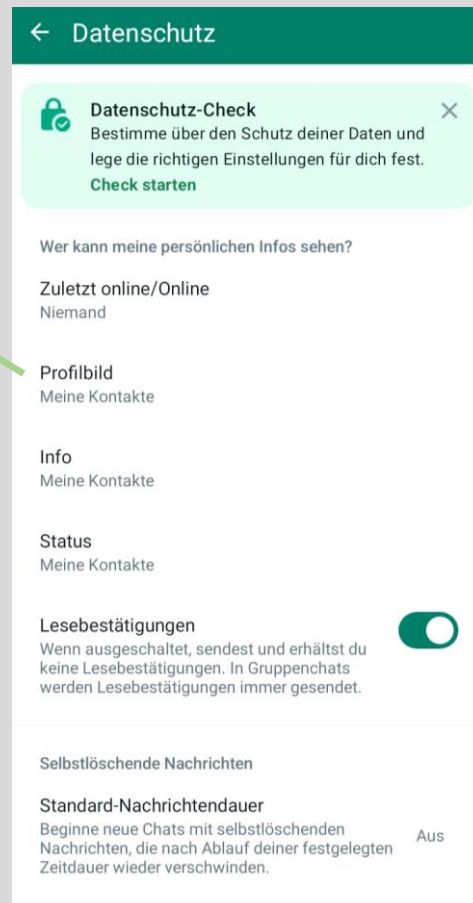 Datenschutz
Datenschutz-Check
Bestimme über den Schutz deiner Daten und
lege die richtigen Einstellungen für dich fest.
Check starten
Wer kann meine persönlichen Infos sehen?
Zuletzt online/Online
Niemand
Profilbild
Meine Kontakte
Info
Meine Kontakte
Status
Meine Kontakte
Lesebestätigungen
Wenn ausgeschaltet, sendest und erhältst du
keine Lesebestätigungen. In Gruppenchats
werden Lesebestätigungen immer gesendet.
Selbstlöschende Nachrichten
Standard-Nachrichtendauer
Beginne neue Chats mit selbstlöschenden
Nachrichten, die nach Ablauf deiner festgelegten
Zeitdauer wieder verschwinden.
Aus